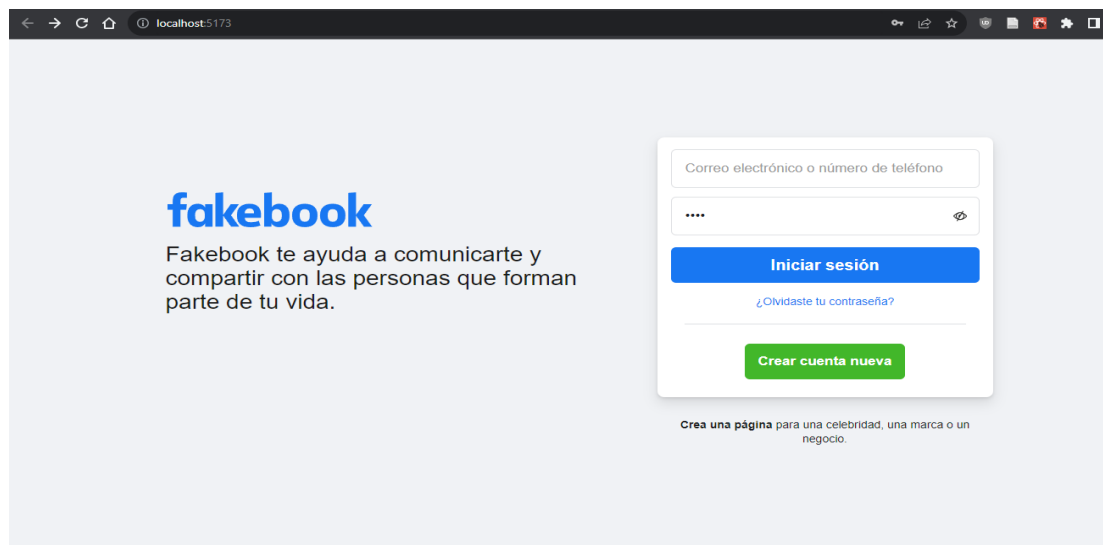 localhost:5173
Correo electrónico o número de teléfono
fakebook
••••
Fakebook te ayuda a comunicarte y
compartir con las personas que forman
parte de tu vida.
Iniciar sesión
¿Olvidaste tu contraseña?
Crear cuenta nueva
Crea una página para una celebridad, una marca o un
negocio.